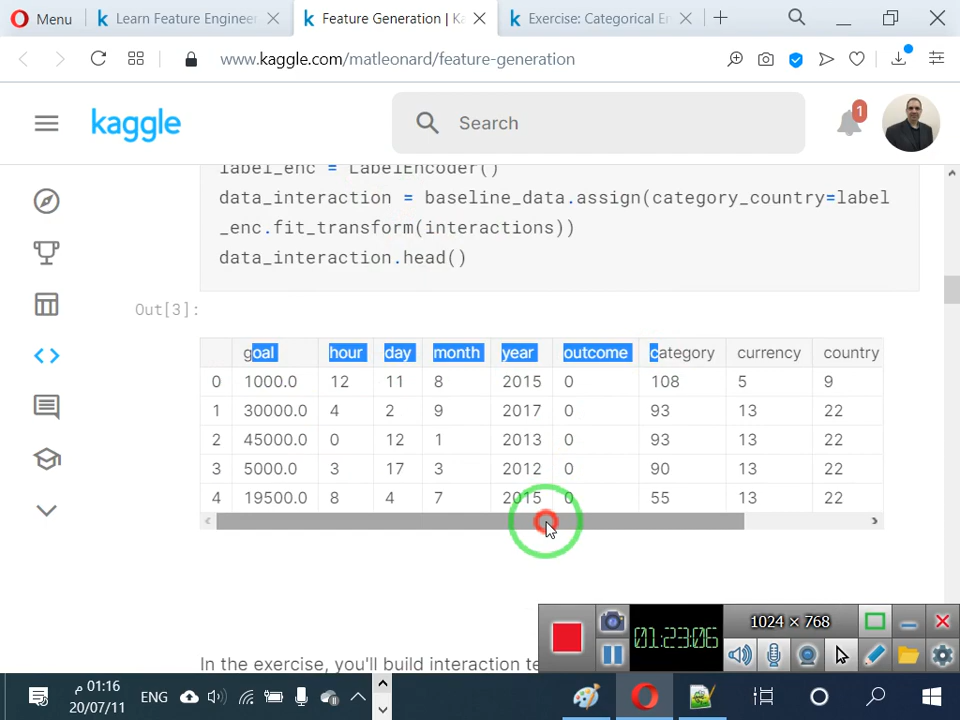 Menu
Learn Feature Engineer
Feature Generation | Ka
Exercise: Categorical En
www.kaggle.com/matleonard/feature-generation
kaggle
Search
1
label_enc = LabelEncoder()
data_interaction = baseline_data.assign(category_country=label
_enc.fit_transform(interactions))
data_interaction.head()
Out[3]:
goal hour day month year outcome category currency country
0 1000.0 12 11 8 2015 0 108 5 9
1 30000.0 4 2 9 2017 0 93 13 22
2 45000.0 0 12 1 2013 0 93 13 22
3 5000.0 3 17 3 2012 0 90 13 22
4 19500.0 8 4 7 2015 0 55 13 22
In the exercise, you'll build interaction te
01:23:06
1024 × 768
01:16 م
20/07/11
ENG